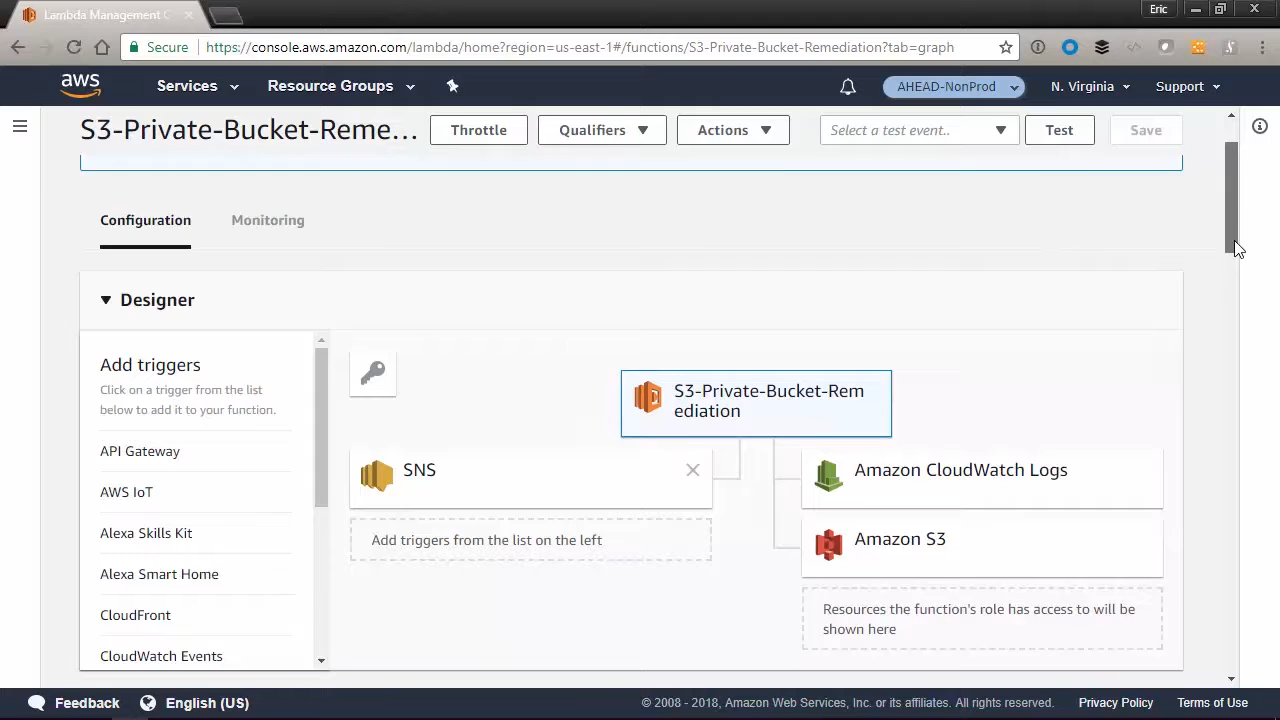 Lambda Management C
Eric
Secure
https://console.aws.amazon.com/lambda/home?region=us-east-1#/functions/S3-Private-Bucket-Remediation?tab=graph
aws
Services
Resource Groups
AHEAD-NonProd
N. Virginia
Support
S3-Private-Bucket-Reme...
Throttle
Qualifiers
Actions
Select a test event..
Test
Save
Configuration
Monitoring
Designer
Add triggers
Click on a trigger from the list
below to add it to your function.
API Gateway
AWS IoT
Alexa Skills Kit
Alexa Smart Home
CloudFront
CloudWatch Events
S3-Private-Bucket-Rem
ediation
SNS
Add triggers from the list on the left
Amazon CloudWatch Logs
Amazon S3
Resources the function's role has access to will be
shown here
Feedback
English (US)
© 2008 - 2018, Amazon Web Services, Inc. or its affiliates. All rights reserved.
Privacy Policy
Terms of Use